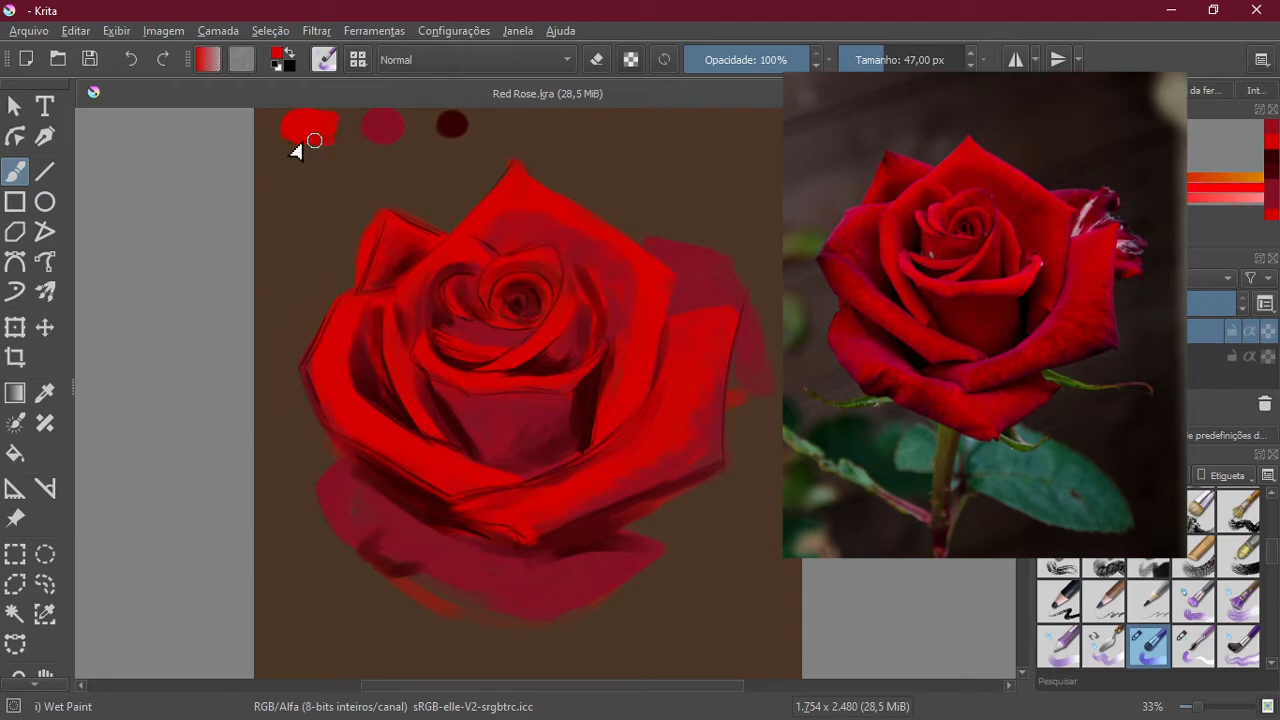 - Krita
Arquivo Editar Exibir Imagem Camada Seleção Filtrar Ferramentas Configurações Janela Ajuda
Normal Opacidade: 100% Tamanho: 47,00 px
Red Rose.kra (28,5 MiB)
da fer... Int...
de predefinições d...
Etiqueta
Pesquisar
i) Wet Paint RGB/Alfa (8-bits inteiros/canal) sRGB-elle-V2-srgbtrc.icc 1.754 x 2.480 (28,5 MiB) 33%